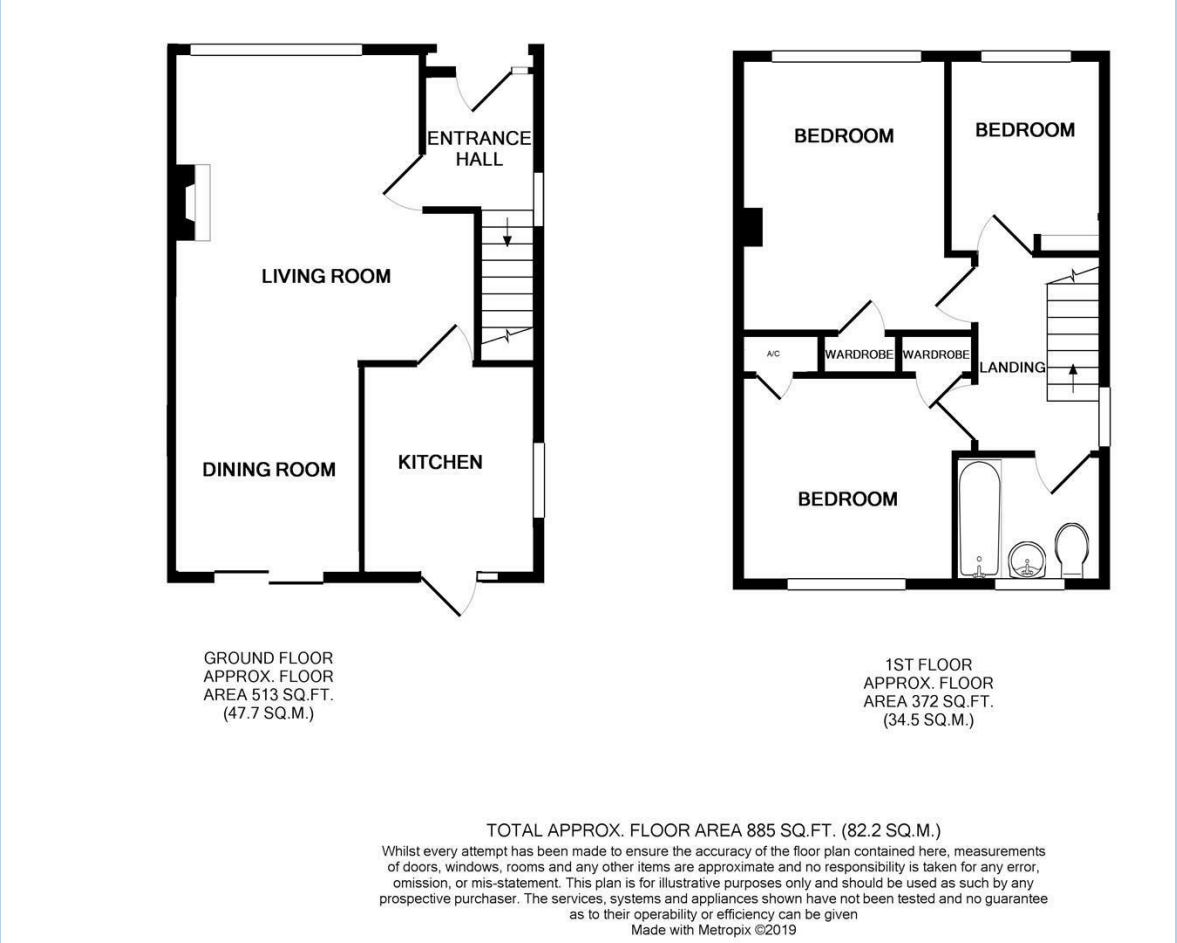 ENTRANCE
HALL
LIVING ROOM
DINING ROOM
KITCHEN
GROUND FLOOR
APPROX. FLOOR
AREA 513 SQ.FT.
(47.7 SQ.M.)
BEDROOM
BEDROOM
A/C
WARDROBE
WARDROBE
LANDING
BEDROOM
1ST FLOOR
APPROX. FLOOR
AREA 372 SQ.FT.
(34.5 SQ.M.)
TOTAL APPROX. FLOOR AREA 885 SQ.FT. (82.2 SQ.M.)
Whilst every attempt has been made to ensure the accuracy of the floor plan contained here, measurements
of doors, windows, rooms and any other items are approximate and no responsibility is taken for any error,
omission, or mis-statement. This plan is for illustrative purposes only and should be used as such by any
prospective purchaser. The services, systems and appliances shown have not been tested and no guarantee
as to their operability or efficiency can be given
Made with Metropix ©2019